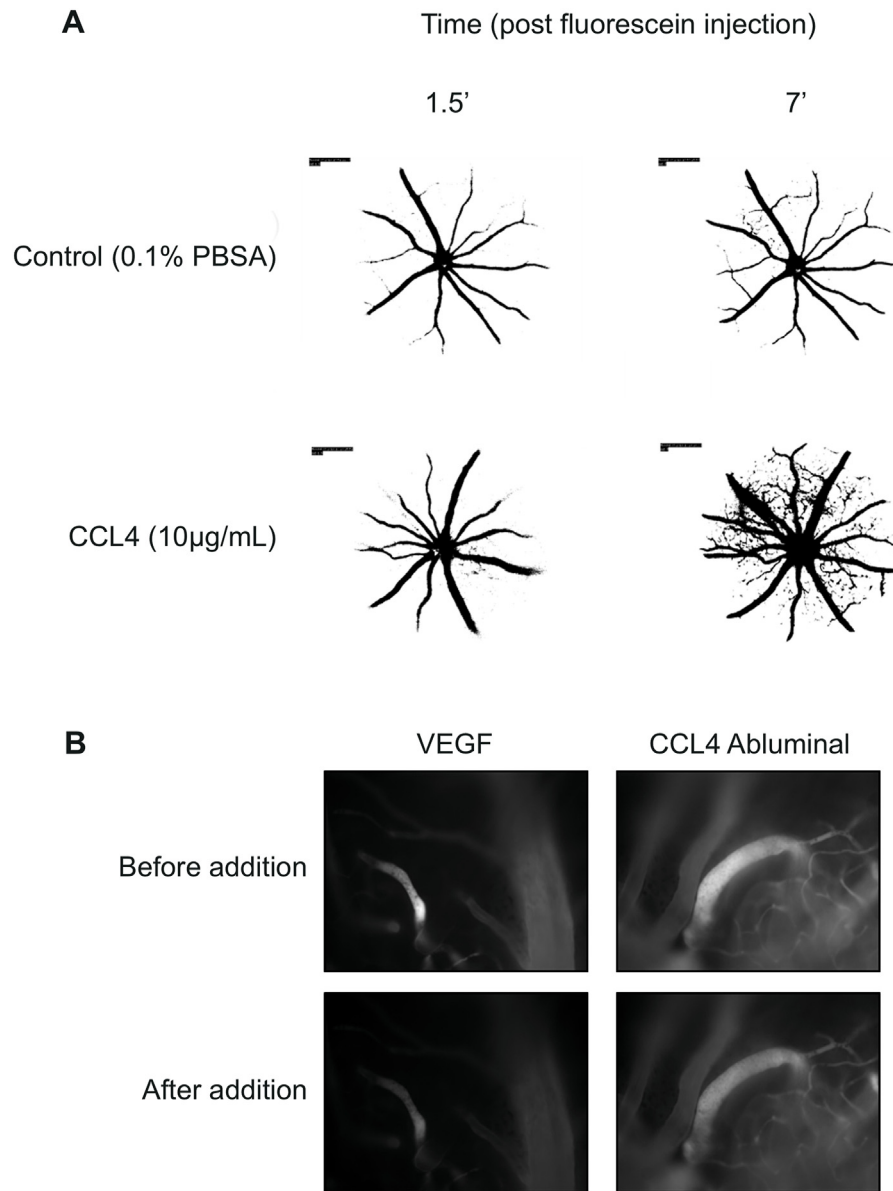 A
Time (post fluorescein injection)
1.5’
7’
Control (0.1% PBSA)
CCL4 (10µg/mL)
B
VEGF
CCL4 Abluminal
Before addition
After addition